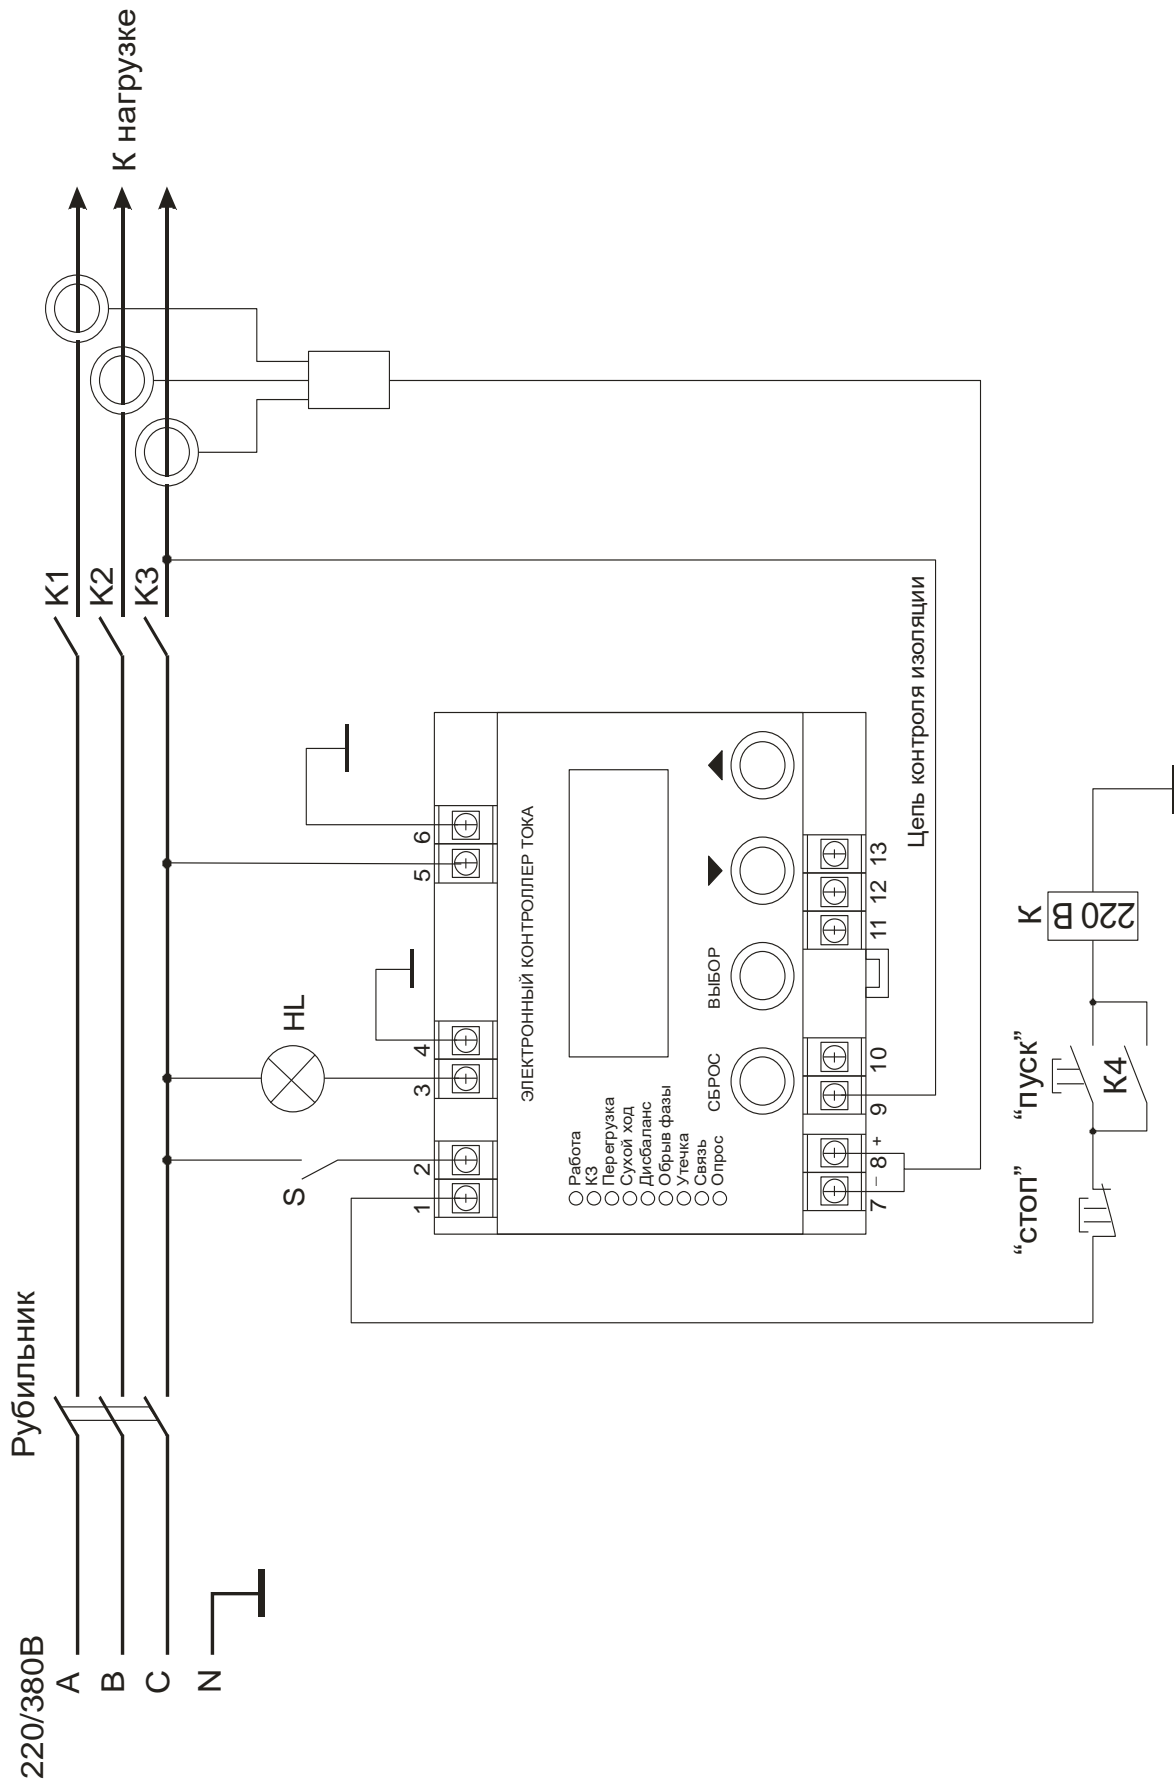 220/380В
A
B
C
N
Рубильник
K1
K2
K3
К нагрузке
S
HL
1
2
3
4
5
6
ЭЛЕКТРОННЫЙ КОНТРОЛЛЕР ТОКА
Работа
КЗ
Перегрузка
Сухой ход
Дисбаланс
Обрыв фазы
Утечка
Связь
Опрос
СБРОС
ВЫБОР
7 – 8 +
9
10
11
12
13
Цепь контроля изоляции
“стоп”
“пуск”
К4
К
220 В